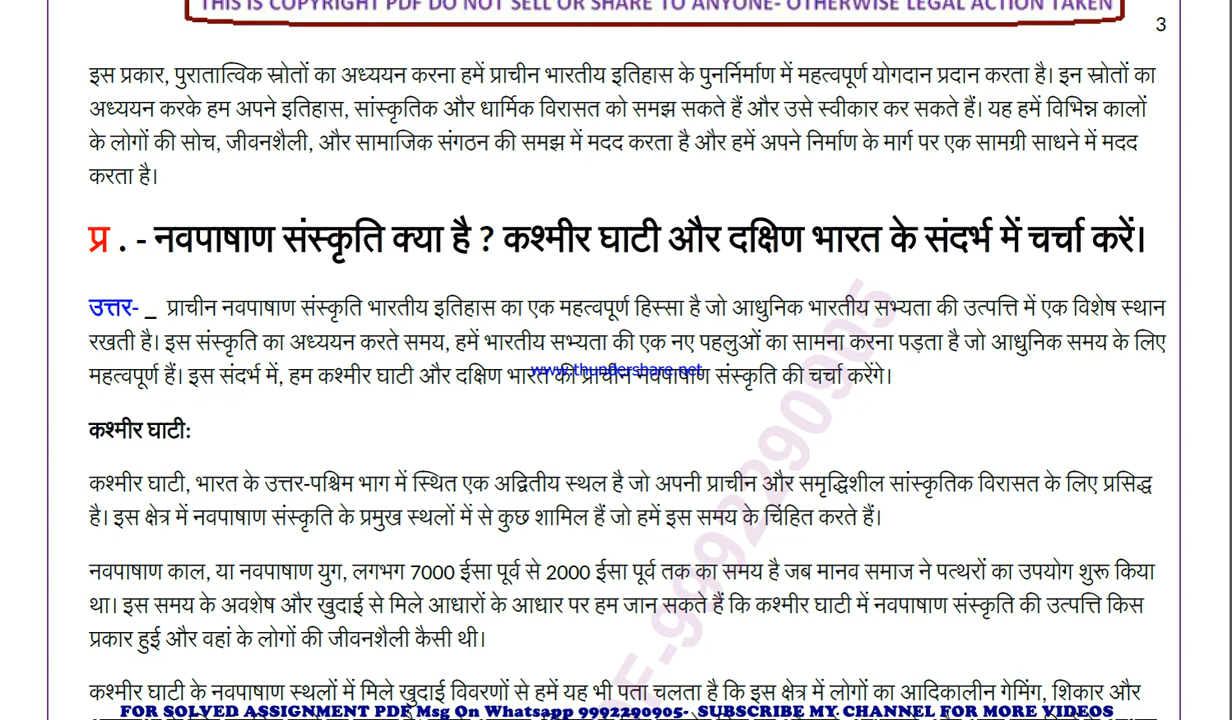 THIS IS COPYRIGHT PDF DO NOT SELL OR SHARE TO ANYONE- OTHERWISE LEGAL ACTION TAKEN
3
इस प्रकार, पुरातात्विक स्रोतों का अध्ययन करना हमें प्राचीन भारतीय इतिहास के पुनर्निर्माण में महत्वपूर्ण योगदान प्रदान करता है। इन स्रोतों का
अध्ययन करके हम अपने इतिहास, सांस्कृतिक और धार्मिक विरासत को समझ सकते हैं और उसे स्वीकार कर सकते हैं। यह हमें विभिन्न कालों
के लोगों की सोच, जीवनशैली, और सामाजिक संगठन की समझ में मदद करता है और हमें अपने निर्माण के मार्ग पर एक सामग्री साधने में मदद
करता है।
प्र . - नवपाषाण संस्कृति क्या है ? कश्मीर घाटी और दक्षिण भारत के संदर्भ में चर्चा करें।
उत्तर- _ प्राचीन नवपाषाण संस्कृति भारतीय इतिहास का एक महत्वपूर्ण हिस्सा है जो आधुनिक भारतीय सभ्यता की उत्पत्ति में एक विशेष स्थान
रखती है। इस संस्कृति का अध्ययन करते समय, हमें भारतीय सभ्यता की एक नए पहलुओं का सामना करना पड़ता है जो आधुनिक समय के लिए
महत्वपूर्ण हैं। इस संदर्भ में, हम कश्मीर घाटी और दक्षिण भारत की प्राचीन नवपाषाण संस्कृति की चर्चा करेंगे।
www.thundershare.net
कश्मीर घाटी:
कश्मीर घाटी, भारत के उत्तर-पश्चिम भाग में स्थित एक अद्वितीय स्थल है जो अपनी प्राचीन और समृद्धिशील सांस्कृतिक विरासत के लिए प्रसिद्ध
है। इस क्षेत्र में नवपाषाण संस्कृति के प्रमुख स्थलों में से कुछ शामिल हैं जो हमें इस समय के चिंहित करते हैं।
नवपाषाण काल, या नवपाषाण युग, लगभग 7000 ईसा पूर्व से 2000 ईसा पूर्व तक का समय है जब मानव समाज ने पत्थरों का उपयोग शुरू किया
था। इस समय के अवशेष और खुदाई से मिले आधारों के आधार पर हम जान सकते हैं कि कश्मीर घाटी में नवपाषाण संस्कृति की उत्पत्ति किस
प्रकार हुई और वहां के लोगों की जीवनशैली कैसी थी।
कश्मीर घाटी के नवपाषाण स्थलों में मिले खुदाई विवरणों से हमें यह भी पता चलता है कि इस क्षेत्र में लोगों का आदिकालीन गेमिंग, शिकार और
FOR SOLVED ASSIGNMENT PDF Msg On Whatsapp 9992290905- SUBSCRIBE MY CHANNEL FOR MORE VIDEOS
F-9992290905